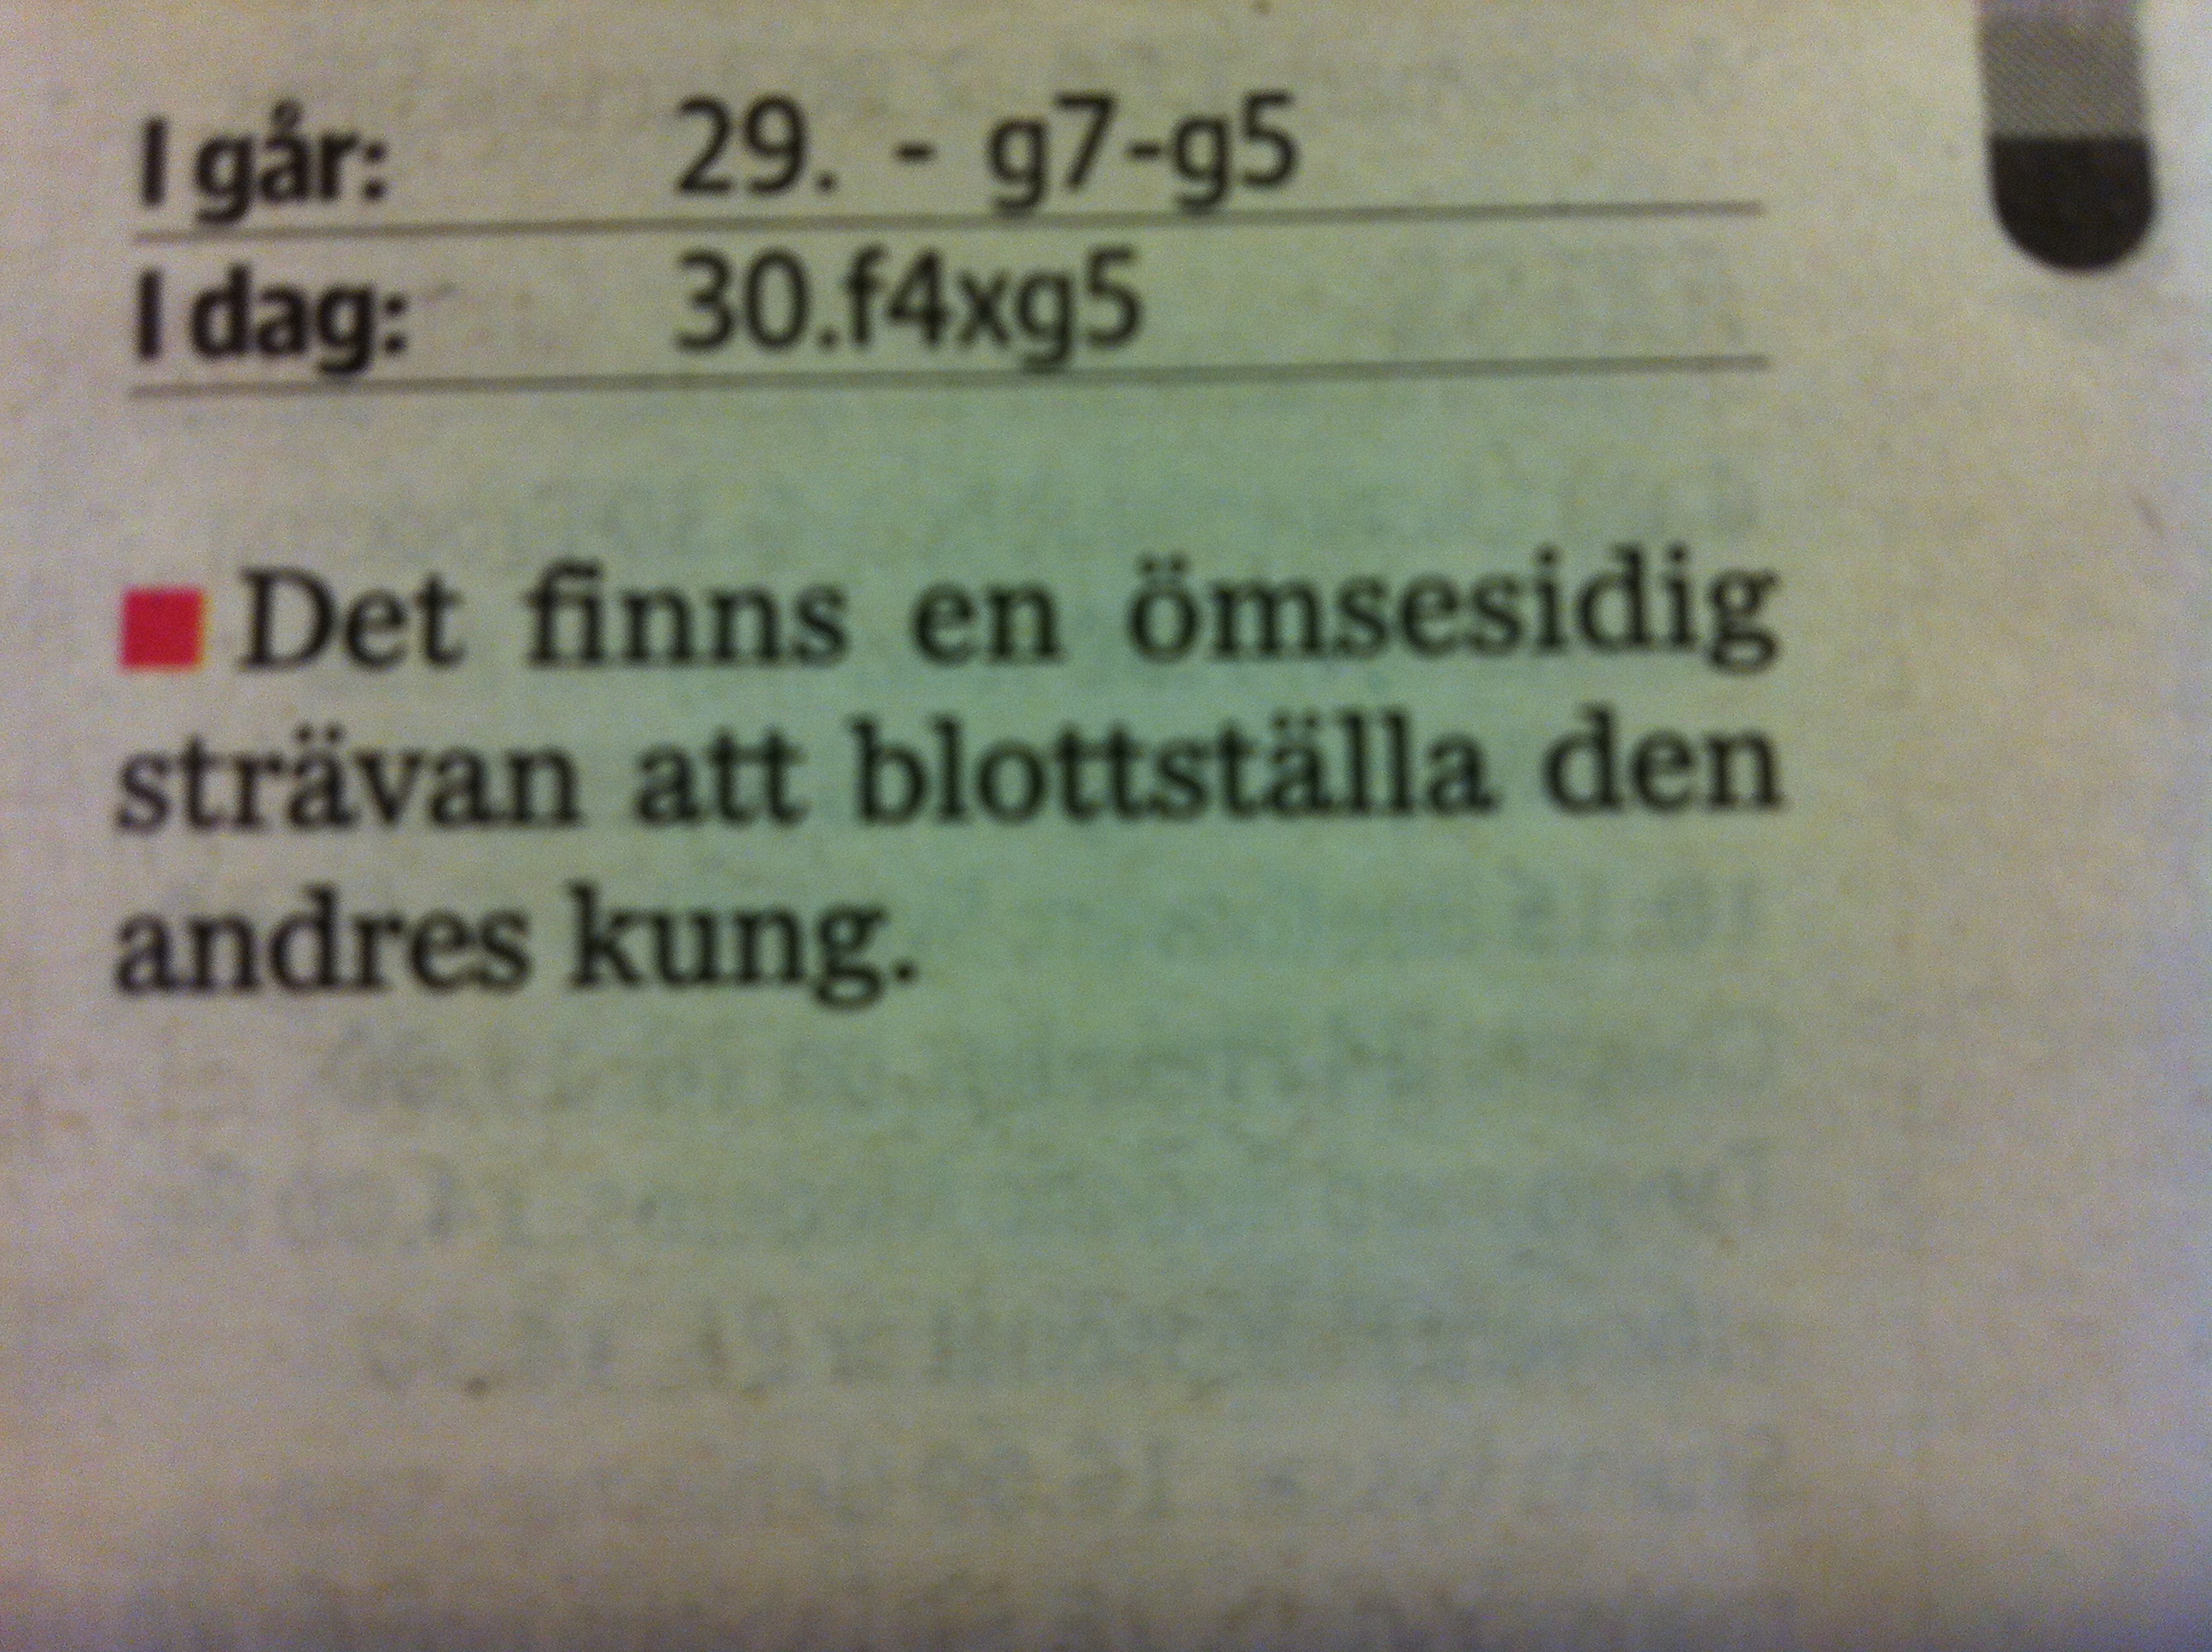 I går: 29. - g7-g5
I dag: 30.f4xg5
Det finns en ömsesidig
strävan att blottställa den
andres kung.